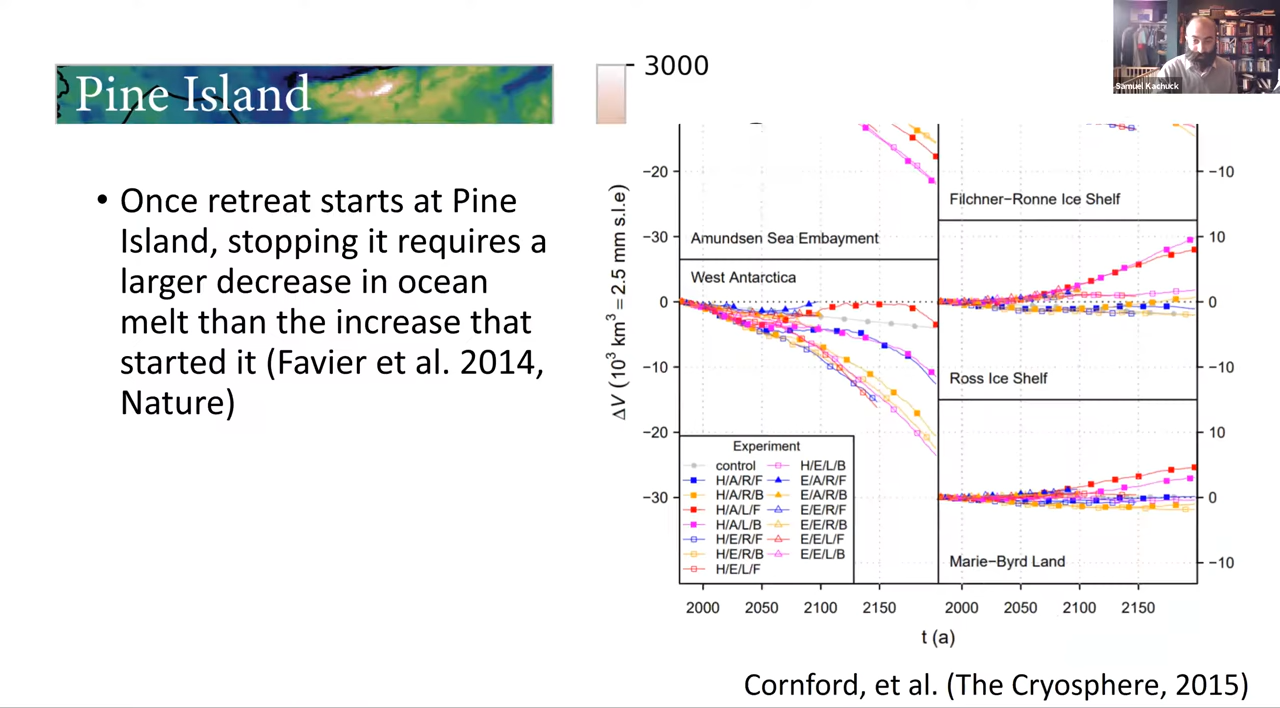 Pine Island
3000
Samuel Kachuck
• Once retreat starts at Pine
Island, stopping it requires a
larger decrease in ocean
melt than the increase that
started it (Favier et al. 2014,
Nature)
ΔV (10³ km³ = 2.5 mm s.l.e)
−20
−30
Amundsen Sea Embayment
West Antarctica
0
−10
−20
−30
Experiment
control
H/A/R/F
H/A/R/B
H/A/L/F
H/A/L/B
H/E/R/F
H/E/R/B
H/E/L/F
H/E/L/B
E/A/R/F
E/A/R/B
E/E/R/F
E/E/R/B
E/E/L/F
E/E/L/B
Filchner−Ronne Ice Shelf
−10
10
0
−10
Ross Ice Shelf
10
0
−10
Marie−Byrd Land
2000 2050 2100 2150
2000 2050 2100 2150
t (a)
Cornford, et al. (The Cryosphere, 2015)